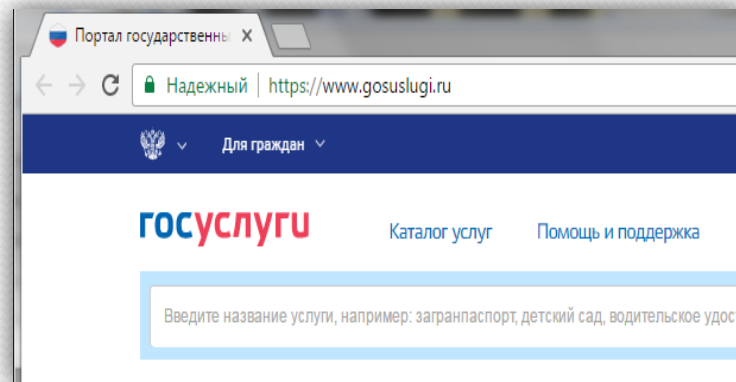 Портал государственны
Надежный https://www.gosuslugi.ru
Для граждан
госуслуги Каталог услуг Помощь и поддержка
Введите название услуги, например: загранпаспорт, детский сад, водительское удос